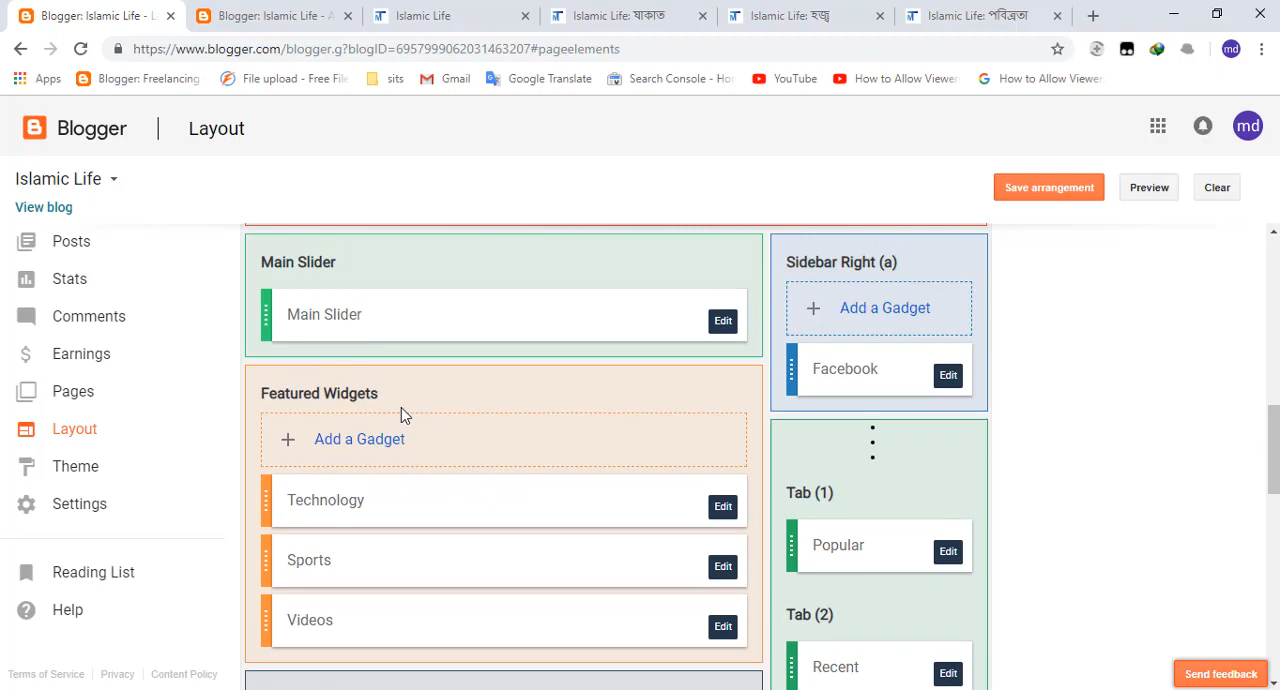 Blogger: Islamic Life - L
Blogger: Islamic Life - A
Islamic Life
Islamic Life: যাকাত
Islamic Life: হজ্ব
Islamic Life: পবিত্রতা
https://www.blogger.com/blogger.g?blogID=6957999062031463207#pageelements
md
Apps
Blogger: Freelancing
File upload - Free File
sits
Gmail
Google Translate
Search Console - Ho
YouTube
How to Allow Viewer
How to Allow Viewer
Blogger
Layout
md
Islamic Life
View blog
Save arrangement
Preview
Clear
Posts
Stats
Comments
Earnings
Pages
Layout
Theme
Settings
Reading List
Help
Terms of Service
Privacy
Content Policy
Main Slider
Main Slider
Edit
Featured Widgets
Add a Gadget
Technology
Edit
Sports
Edit
Videos
Edit
Sidebar Right (a)
Add a Gadget
Facebook
Edit
Tab (1)
Popular
Edit
Tab (2)
Recent
Edit
Send feedback